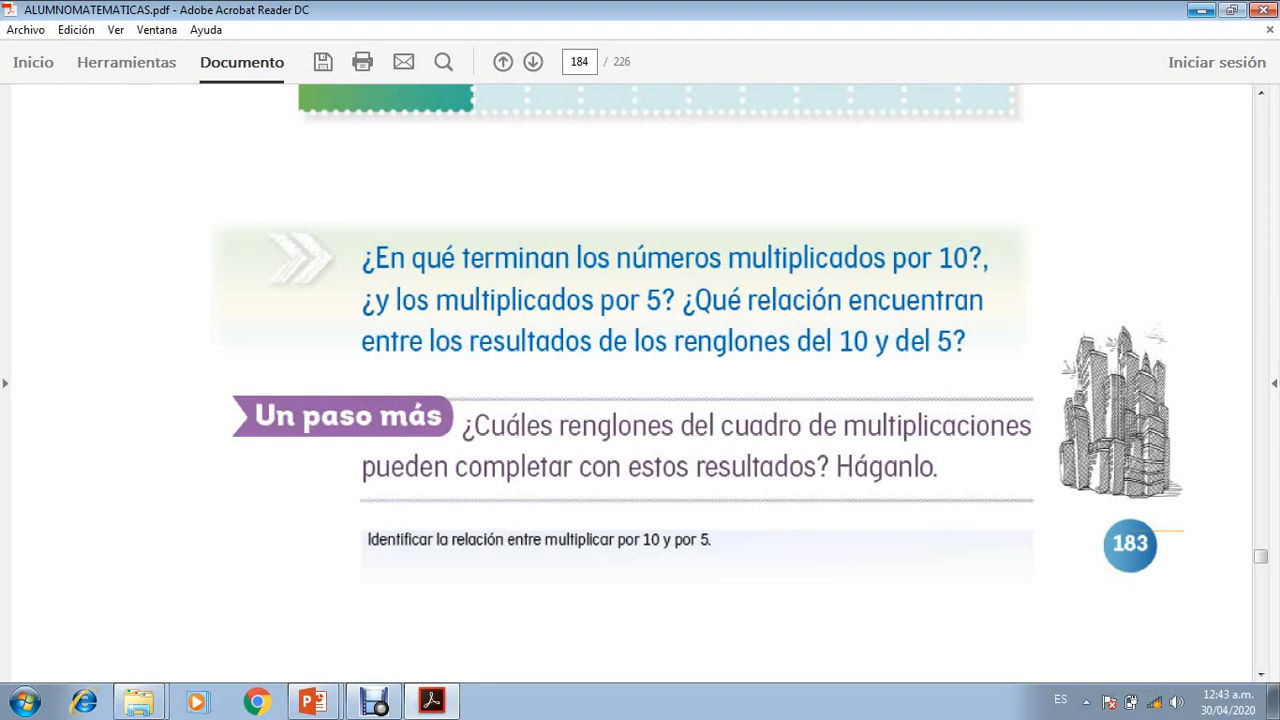 ALUMNOMATEMATICAS.pdf - Adobe Acrobat Reader DC
Archivo Edición Ver Ventana Ayuda
Inicio Herramientas Documento 184 / 226 Iniciar sesión
¿En qué terminan los números multiplicados por 10?,
¿y los multiplicados por 5? ¿Qué relación encuentran
entre los resultados de los renglones del 10 y del 5?
Un paso más ¿Cuáles renglones del cuadro de multiplicaciones
pueden completar con estos resultados? Háganlo.
Identificar la relación entre multiplicar por 10 y por 5.
183
ES
12:43 a.m.
30/04/2020